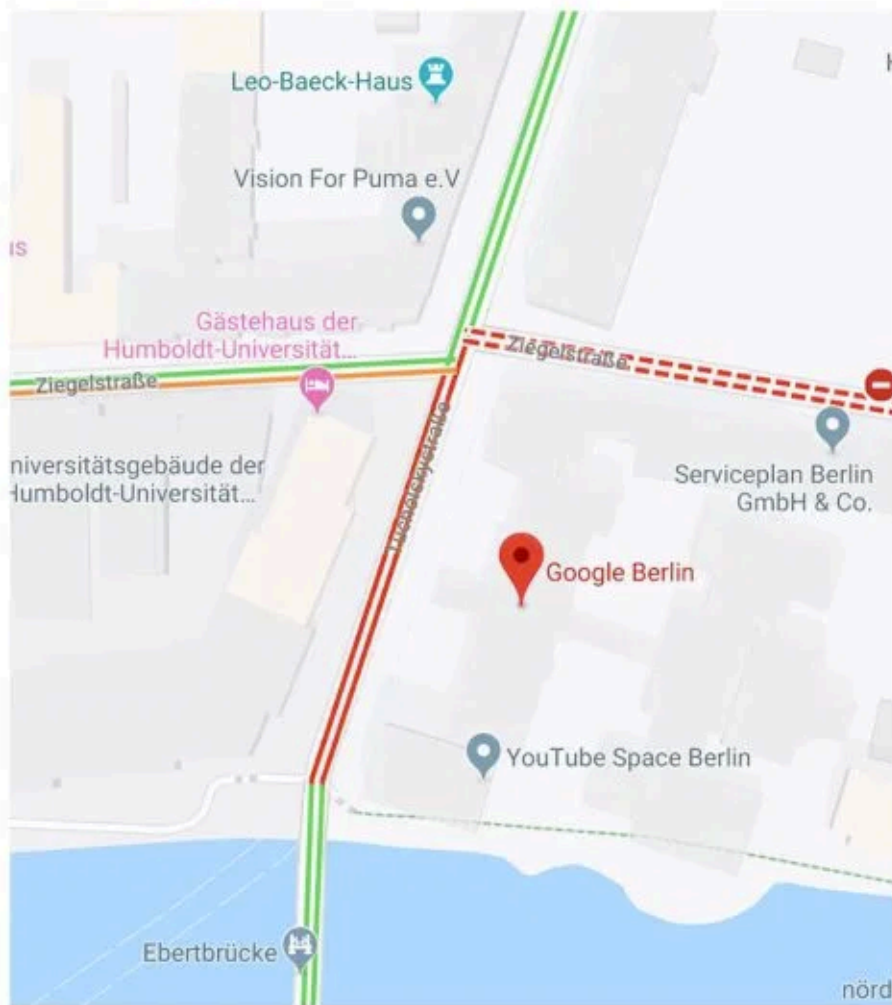 Leo-Baeck-Haus
Vision For Puma e.V
Gästehaus der
Humboldt-Universität...
Ziegelstraße
Ziegelstraße
Serviceplan Berlin
GmbH & Co.
niversitätsgebäude der
Humboldt-Universität...
Google Berlin
YouTube Space Berlin
Ebertbrücke
nörd